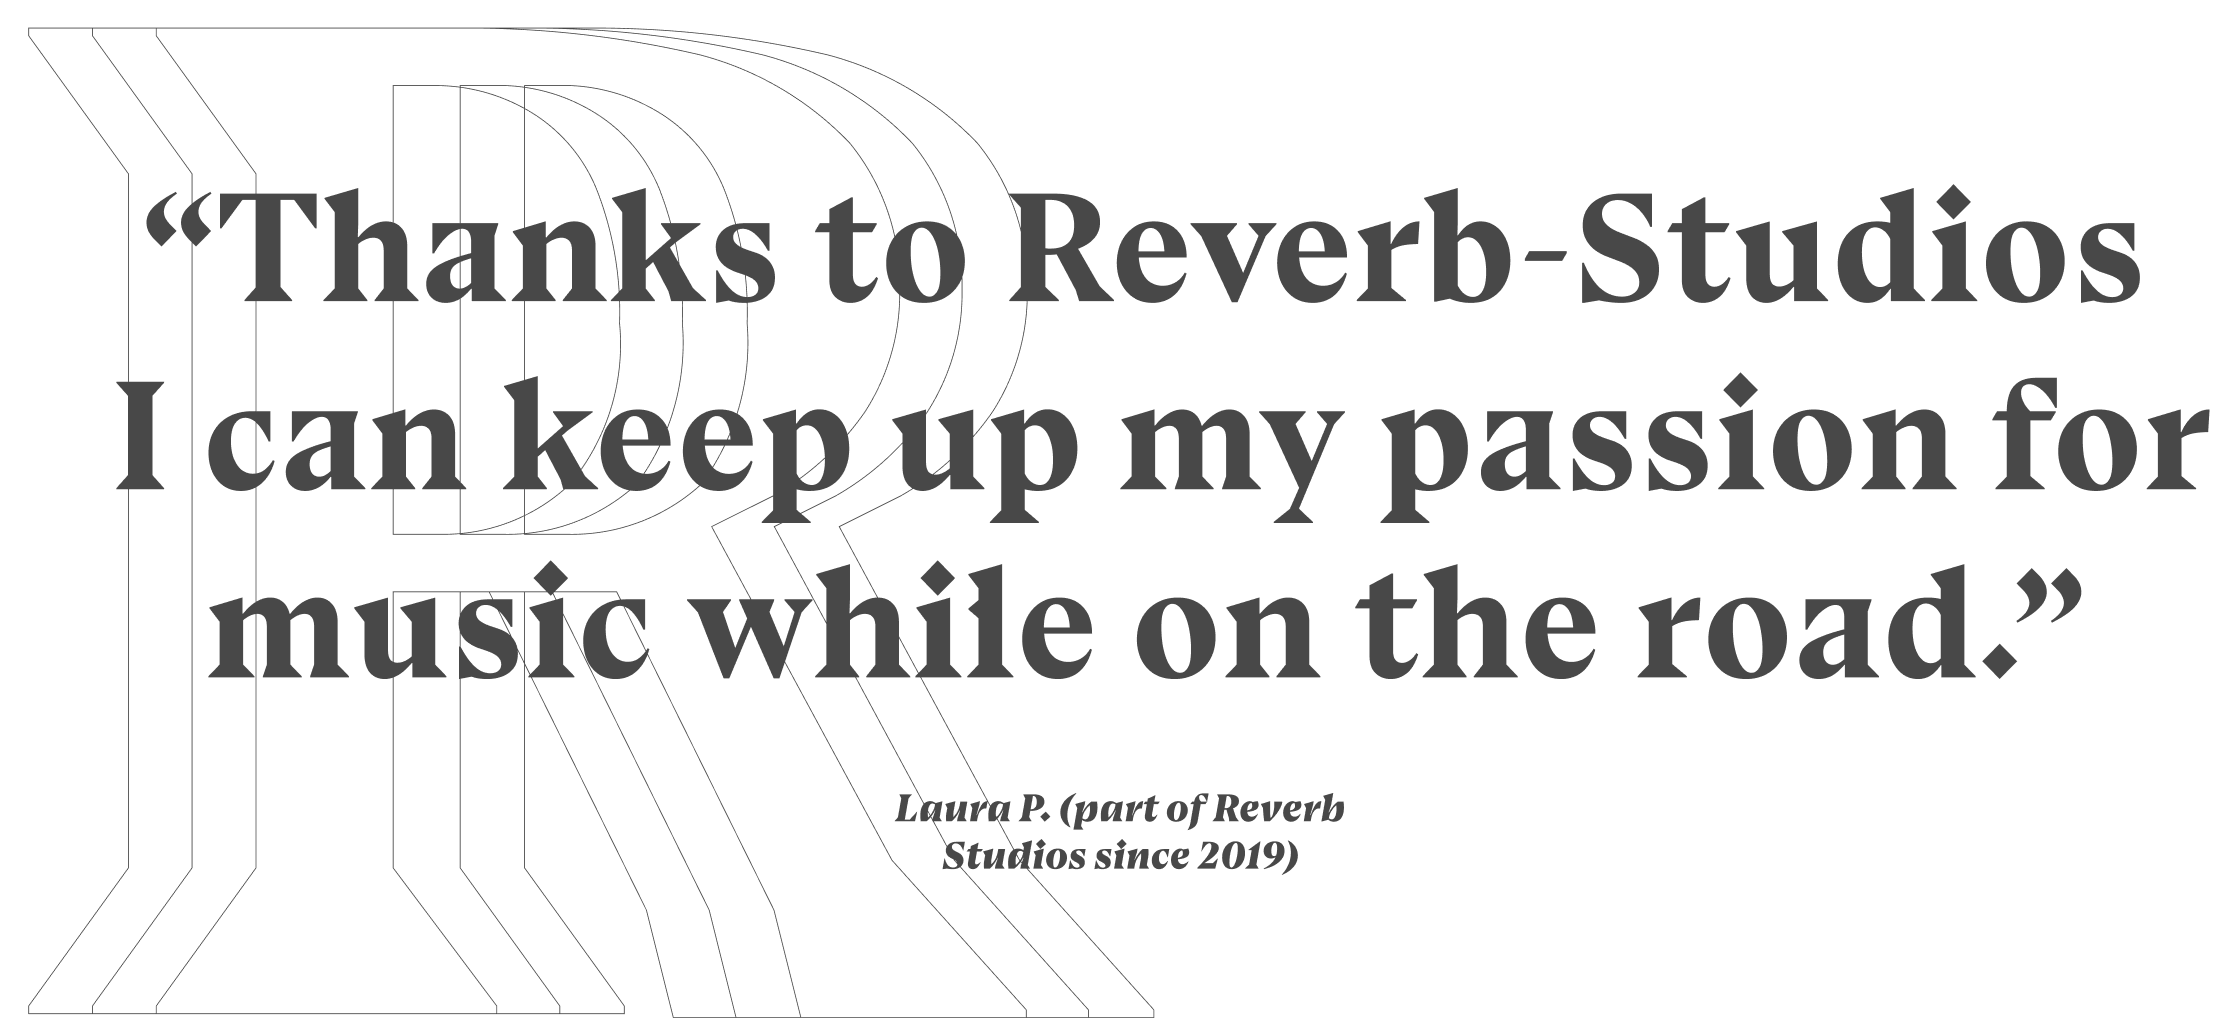 “Thanks to Reverb-Studios
I can keep up my passion for
music while on the road.”
Laura P. (part of Reverb
Studios since 2019)